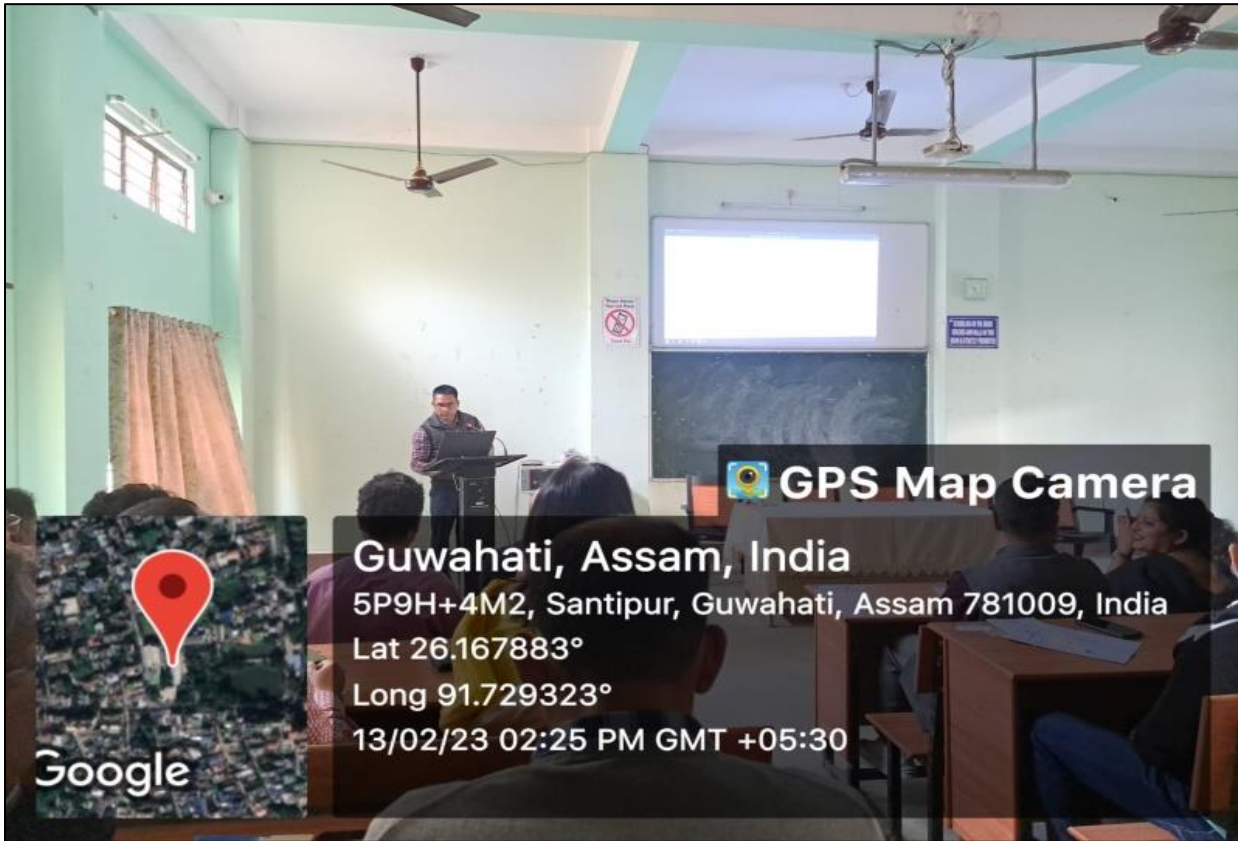 GPS Map Camera
Guwahati, Assam, India
5P9H+4M2, Santipur, Guwahati, Assam 781009, India
Lat 26.167883°
Long 91.729323°
13/02/23 02:25 PM GMT +05:30
Google